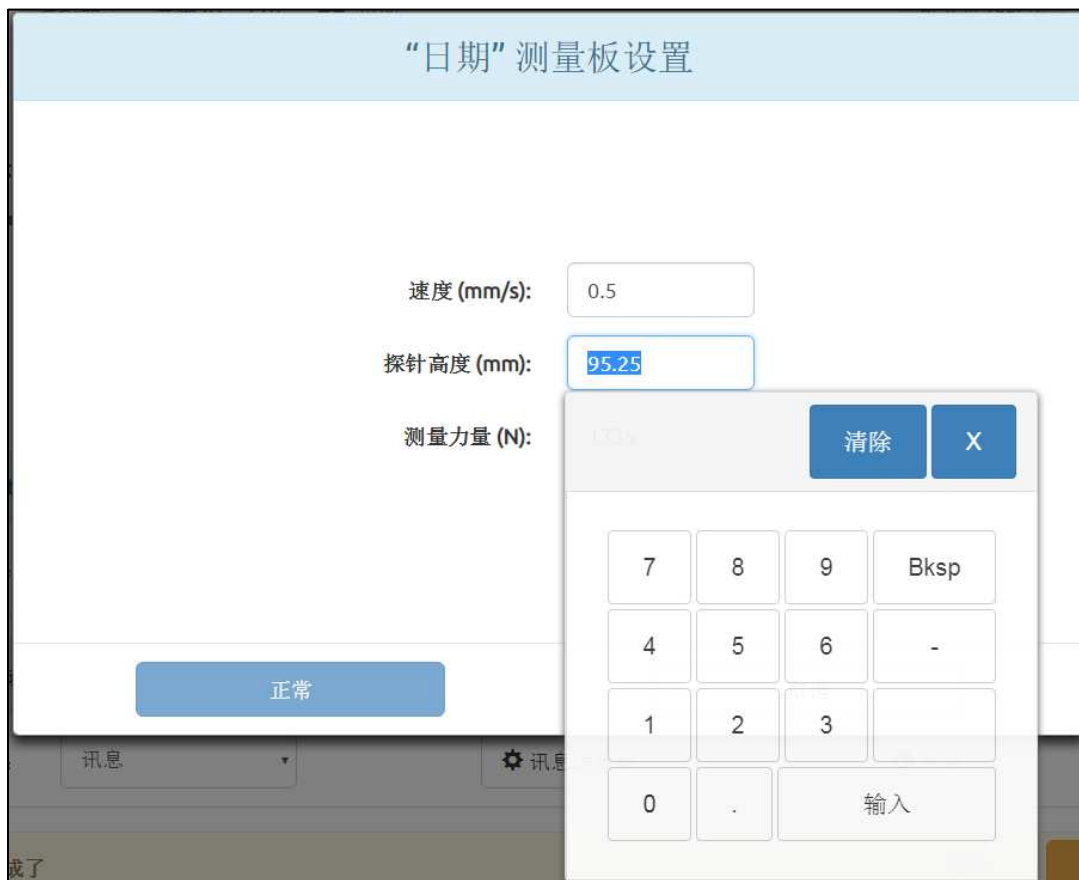 “日期” 测量板设置
速度 (mm/s): 0.5
探针高度 (mm): 95.25
测量力量 (N):
清除 X
7 8 9 Bksp
4 5 6 -
正常
1 2 3
讯息 讯息
0 . 输入
成了